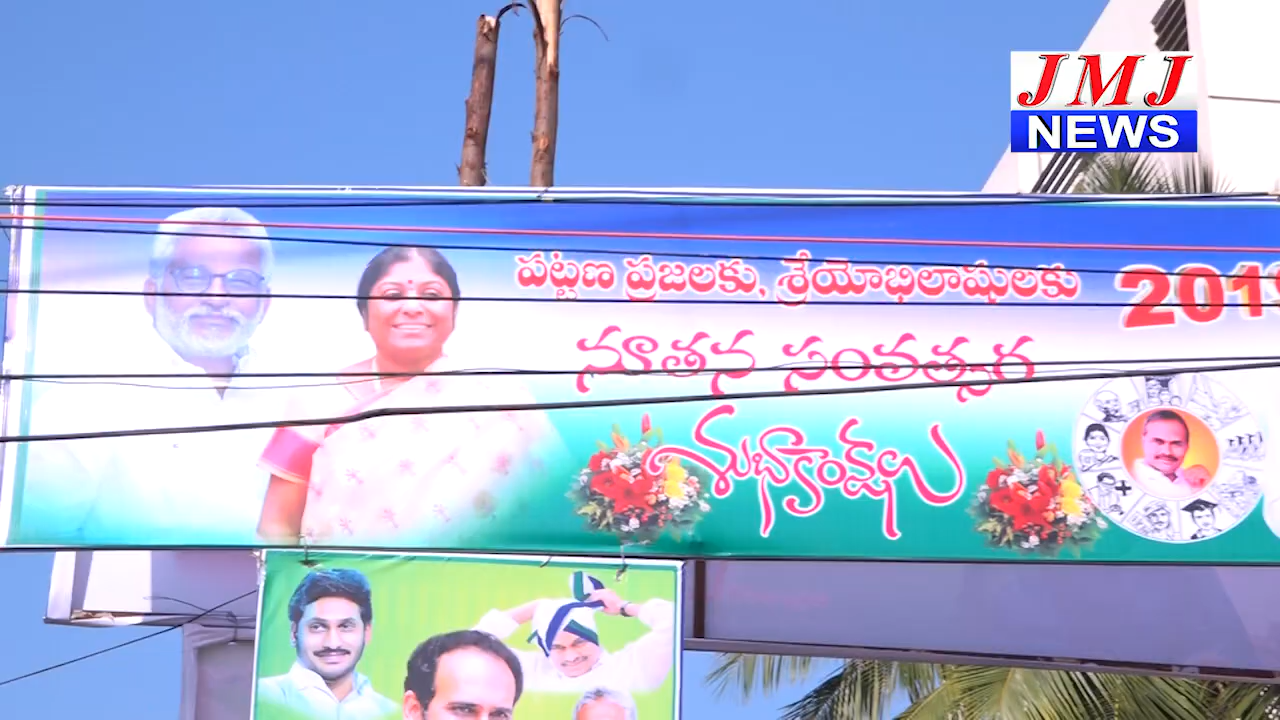 JMJ
NEWS
పట్టణ ప్రజలకు, శ్రేయోభిలాషులకు
నూతన సంవత్సర
శుభాకాంక్షలు